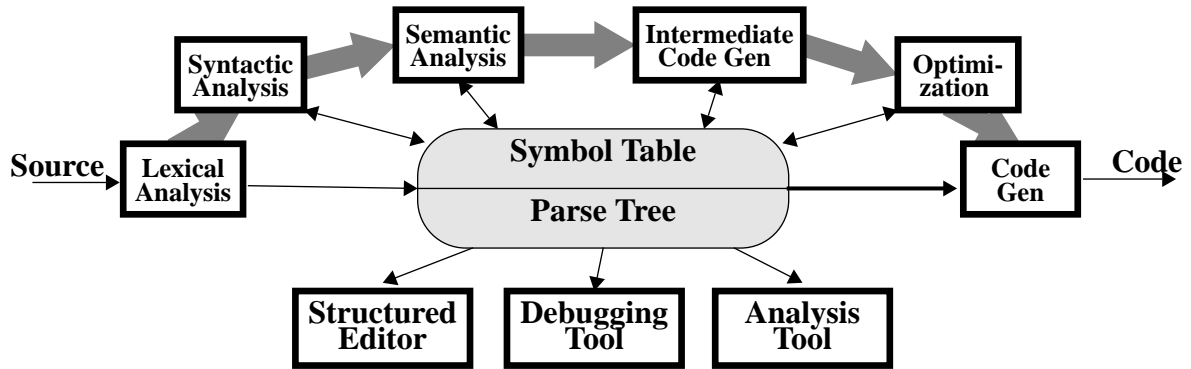 Source
Lexical
Analysis
Syntactic
Analysis
Semantic
Analysis
Intermediate
Code Gen
Optimi-
zation
Code
Gen
Code
Symbol Table
Parse Tree
Structured
Editor
Debugging
Tool
Analysis
Tool